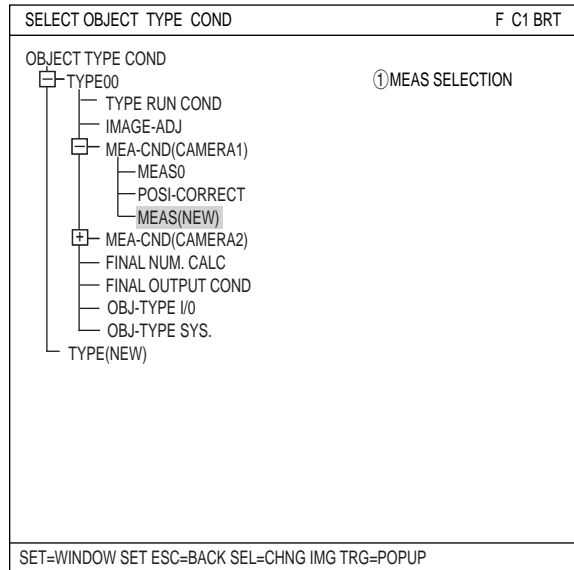 SELECT OBJECT TYPE COND F C1 BRT
OBJECT TYPE COND
TYPE00 ①MEAS SELECTION
TYPE RUN COND
IMAGE-ADJ
MEA-CND(CAMERA1)
MEAS0
POSI-CORRECT
MEAS(NEW)
MEA-CND(CAMERA2)
FINAL NUM. CALC
FINAL OUTPUT COND
OBJ-TYPE I/0
OBJ-TYPE SYS.
TYPE(NEW)
SET=WINDOW SET ESC=BACK SEL=CHNG IMG TRG=POPUP